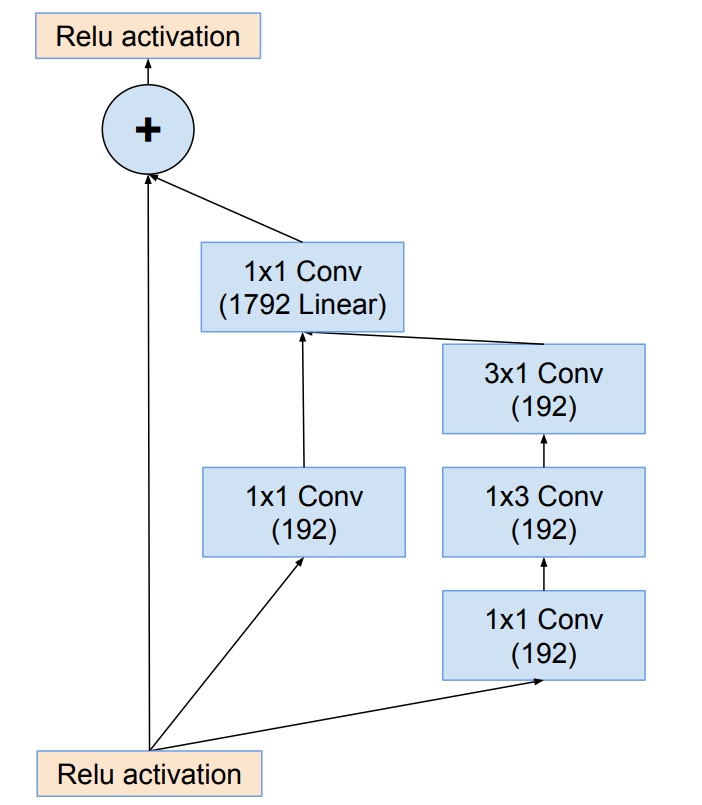 Relu activation
+
1x1 Conv
(1792 Linear)
3x1 Conv
(192)
1x1 Conv
(192)
1x3 Conv
(192)
1x1 Conv
(192)
Relu activation